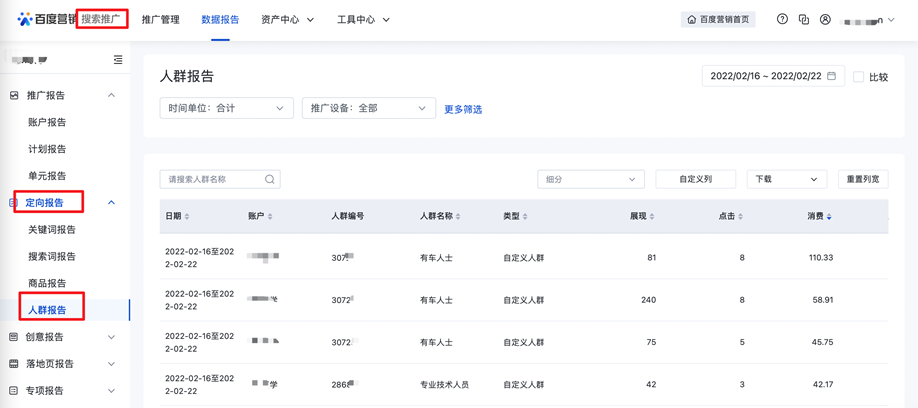 百度营销 搜索推广 推广管理 数据报告 资产中心 工具中心 百度营销首页
推广报告
账户报告
计划报告
单元报告
定向报告
关键词报告
搜索词报告
商品报告
人群报告
创意报告
落地页报告
专项报告
人群报告 2022/02/16 ~ 2022/02/22 比较
时间单位：合计 推广设备：全部 更多筛选
请搜索人群名称 细分 自定义列 下载 重置列宽
日期 账户 人群编号 人群名称 类型 展现 点击 消费
2022-02-16至202
2-02-22 307 有车人士 自定义人群 81 8 110.33
2022-02-16至202
2-02-22 3072 有车人士 自定义人群 240 8 58.91
2022-02-16至202
2-02-22 3072 有车人士 自定义人群 75 5 45.75
2022-02-16至202
2-02-22 学 286 专业技术人员 自定义人群 42 3 42.17